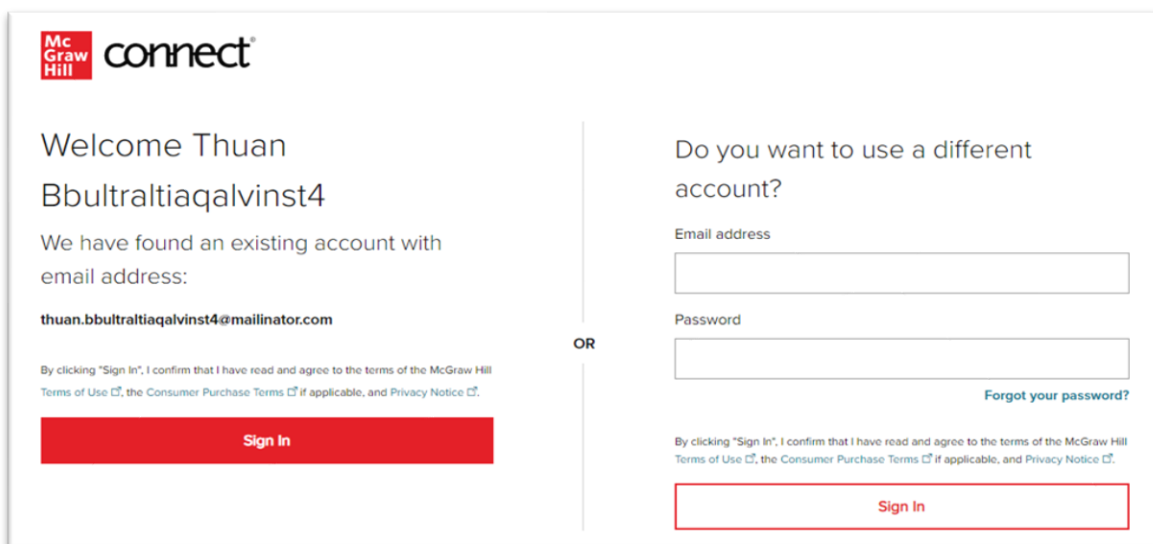 Mc
Graw
Hill
connect®
Welcome Thuan
Bbultraltiaqalvinst4
We have found an existing account with
email address:
thuan.bbultraltiaqalvinst4@mailinator.com
By clicking "Sign In", I confirm that I have read and agree to the terms of the McGraw Hill
Terms of Use, the Consumer Purchase Terms if applicable, and Privacy Notice.
Sign In
OR
Do you want to use a different
account?
Email address
Password
Forgot your password?
By clicking "Sign In", I confirm that I have read and agree to the terms of the McGraw Hill
Terms of Use, the Consumer Purchase Terms if applicable, and Privacy Notice.
Sign In